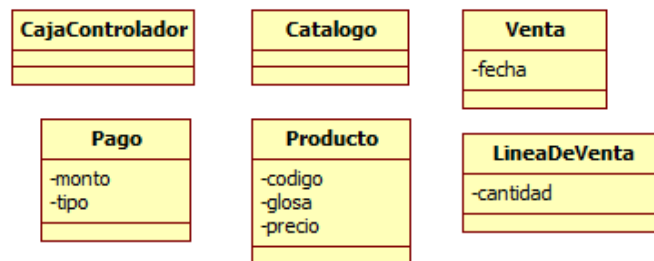 CajaControlador
Catalogo
Venta
-fecha
Pago
-monto
-tipo
Producto
-codigo
-glosa
-precio
LineaDeVenta
-cantidad